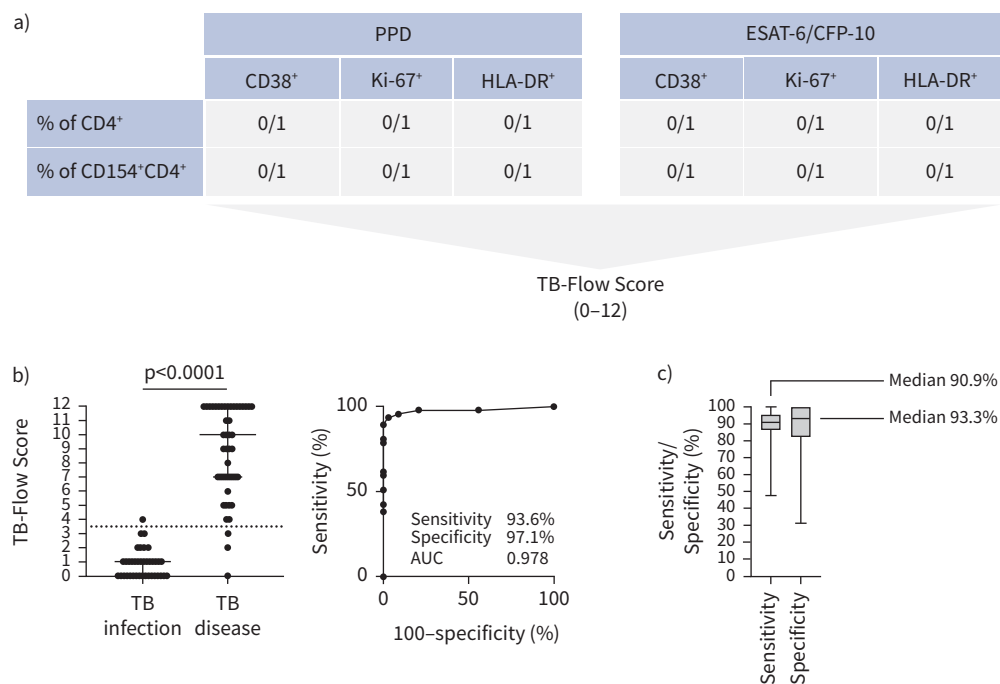 a)
PPD
ESAT-6/CFP-10
CD38⁺ Ki-67⁺ HLA-DR⁺ CD38⁺ Ki-67⁺ HLA-DR⁺
% of CD4⁺ 0/1 0/1 0/1 0/1 0/1 0/1
% of CD154⁺CD4⁺ 0/1 0/1 0/1 0/1 0/1 0/1
TB-Flow Score
(0–12)
b)
p<0.0001
TB-Flow Score
12
11
10
9
8
7
6
5
4
3
2
1
0
TB
infection
TB
disease
Sensitivity (%)
100
50
0
Sensitivity 93.6%
Specificity 97.1%
AUC 0.978
0 50 100
100–specificity (%)
c)
Median 90.9%
Median 93.3%
Sensitivity/
Specificity (%)
100
90
80
70
60
50
40
30
20
10
0
Sensitivity
Specificity